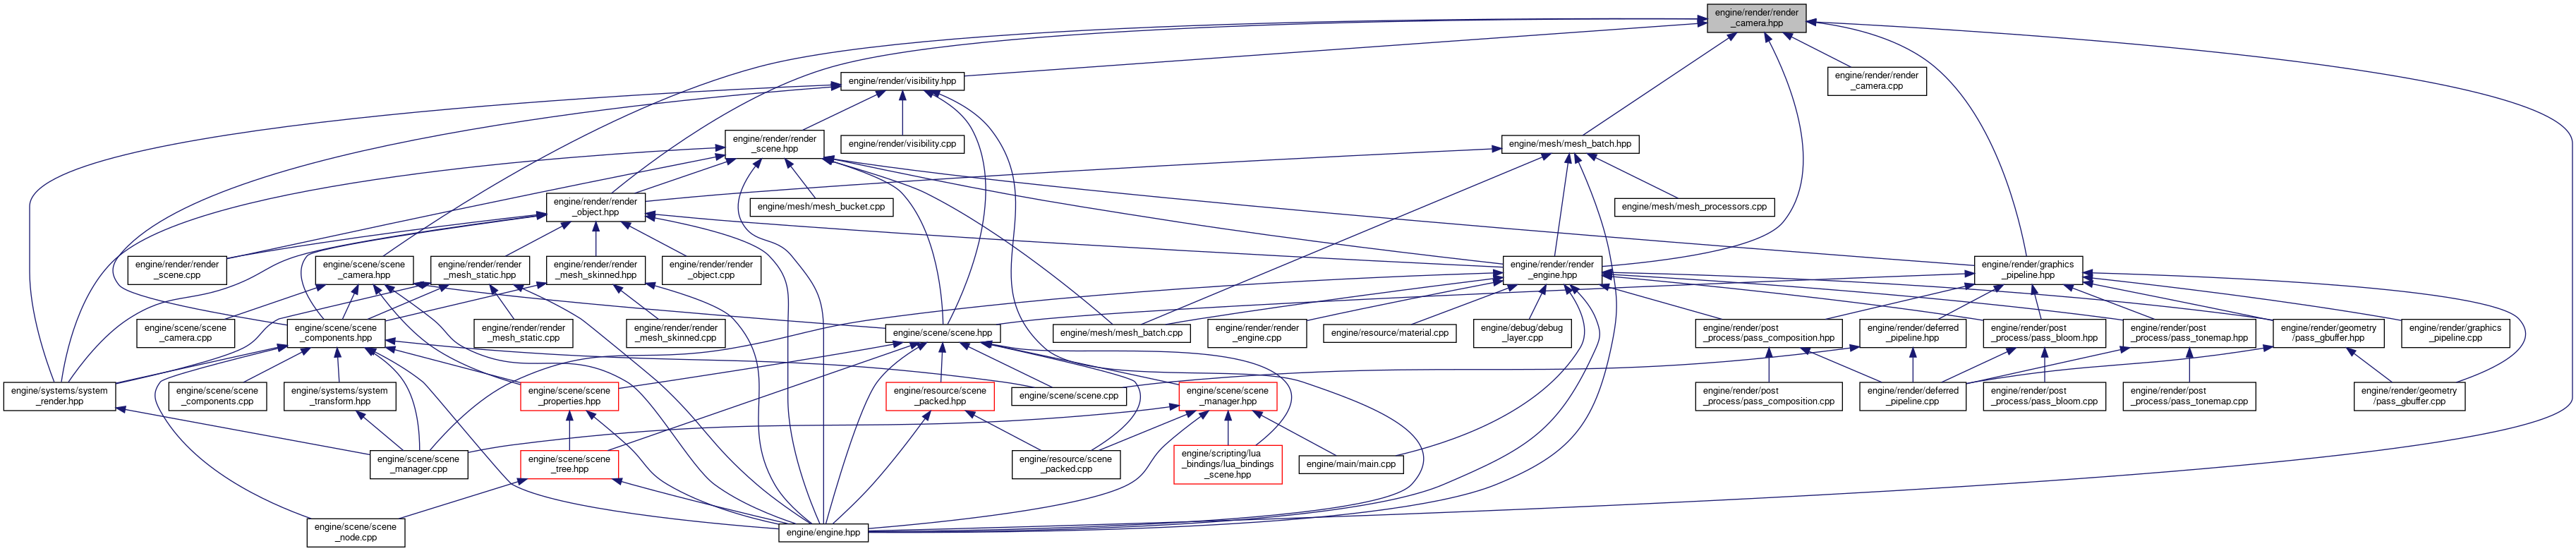 engine/render/render
_camera.hpp
engine/render/visibility.hpp
engine/render/render
_camera.cpp
engine/render/render
_scene.hpp
engine/render/visibility.cpp
engine/mesh/mesh_batch.hpp
engine/render/render
_object.hpp
engine/mesh/mesh_bucket.cpp
engine/mesh/mesh_processors.cpp
engine/render/render
_scene.cpp
engine/scene/scene
_camera.hpp
engine/render/render
_mesh_static.hpp
engine/render/render
_mesh_skinned.hpp
engine/render/render
_object.cpp
engine/render/render
_engine.hpp
engine/render/graphics
_pipeline.hpp
engine/scene/scene
_camera.cpp
engine/scene/scene
_components.hpp
engine/render/render
_mesh_static.cpp
engine/render/render
_mesh_skinned.cpp
engine/scene/scene.hpp
engine/mesh/mesh_batch.cpp
engine/render/render
_engine.cpp
engine/resource/material.cpp
engine/debug/debug
_layer.cpp
engine/render/post
_process/pass_composition.hpp
engine/render/deferred
_pipeline.hpp
engine/render/post
_process/pass_bloom.hpp
engine/render/post
_process/pass_tonemap.hpp
engine/render/geometry
/pass_gbuffer.hpp
engine/render/graphics
_pipeline.cpp
engine/systems/system
_render.hpp
engine/scene/scene
_components.cpp
engine/systems/system
_transform.hpp
engine/scene/scene
_properties.hpp
engine/resource/scene
_packed.hpp
engine/scene/scene.cpp
engine/scene/scene
_manager.hpp
engine/render/post
_process/pass_composition.cpp
engine/render/deferred
_pipeline.cpp
engine/render/post
_process/pass_bloom.cpp
engine/render/post
_process/pass_tonemap.cpp
engine/render/geometry
/pass_gbuffer.cpp
engine/scene/scene
_manager.cpp
engine/scene/scene
_tree.hpp
engine/resource/scene
_packed.cpp
engine/scripting/lua
_bindings/lua_bindings
_scene.hpp
engine/main/main.cpp
engine/scene/scene
_node.cpp
engine/engine.hpp